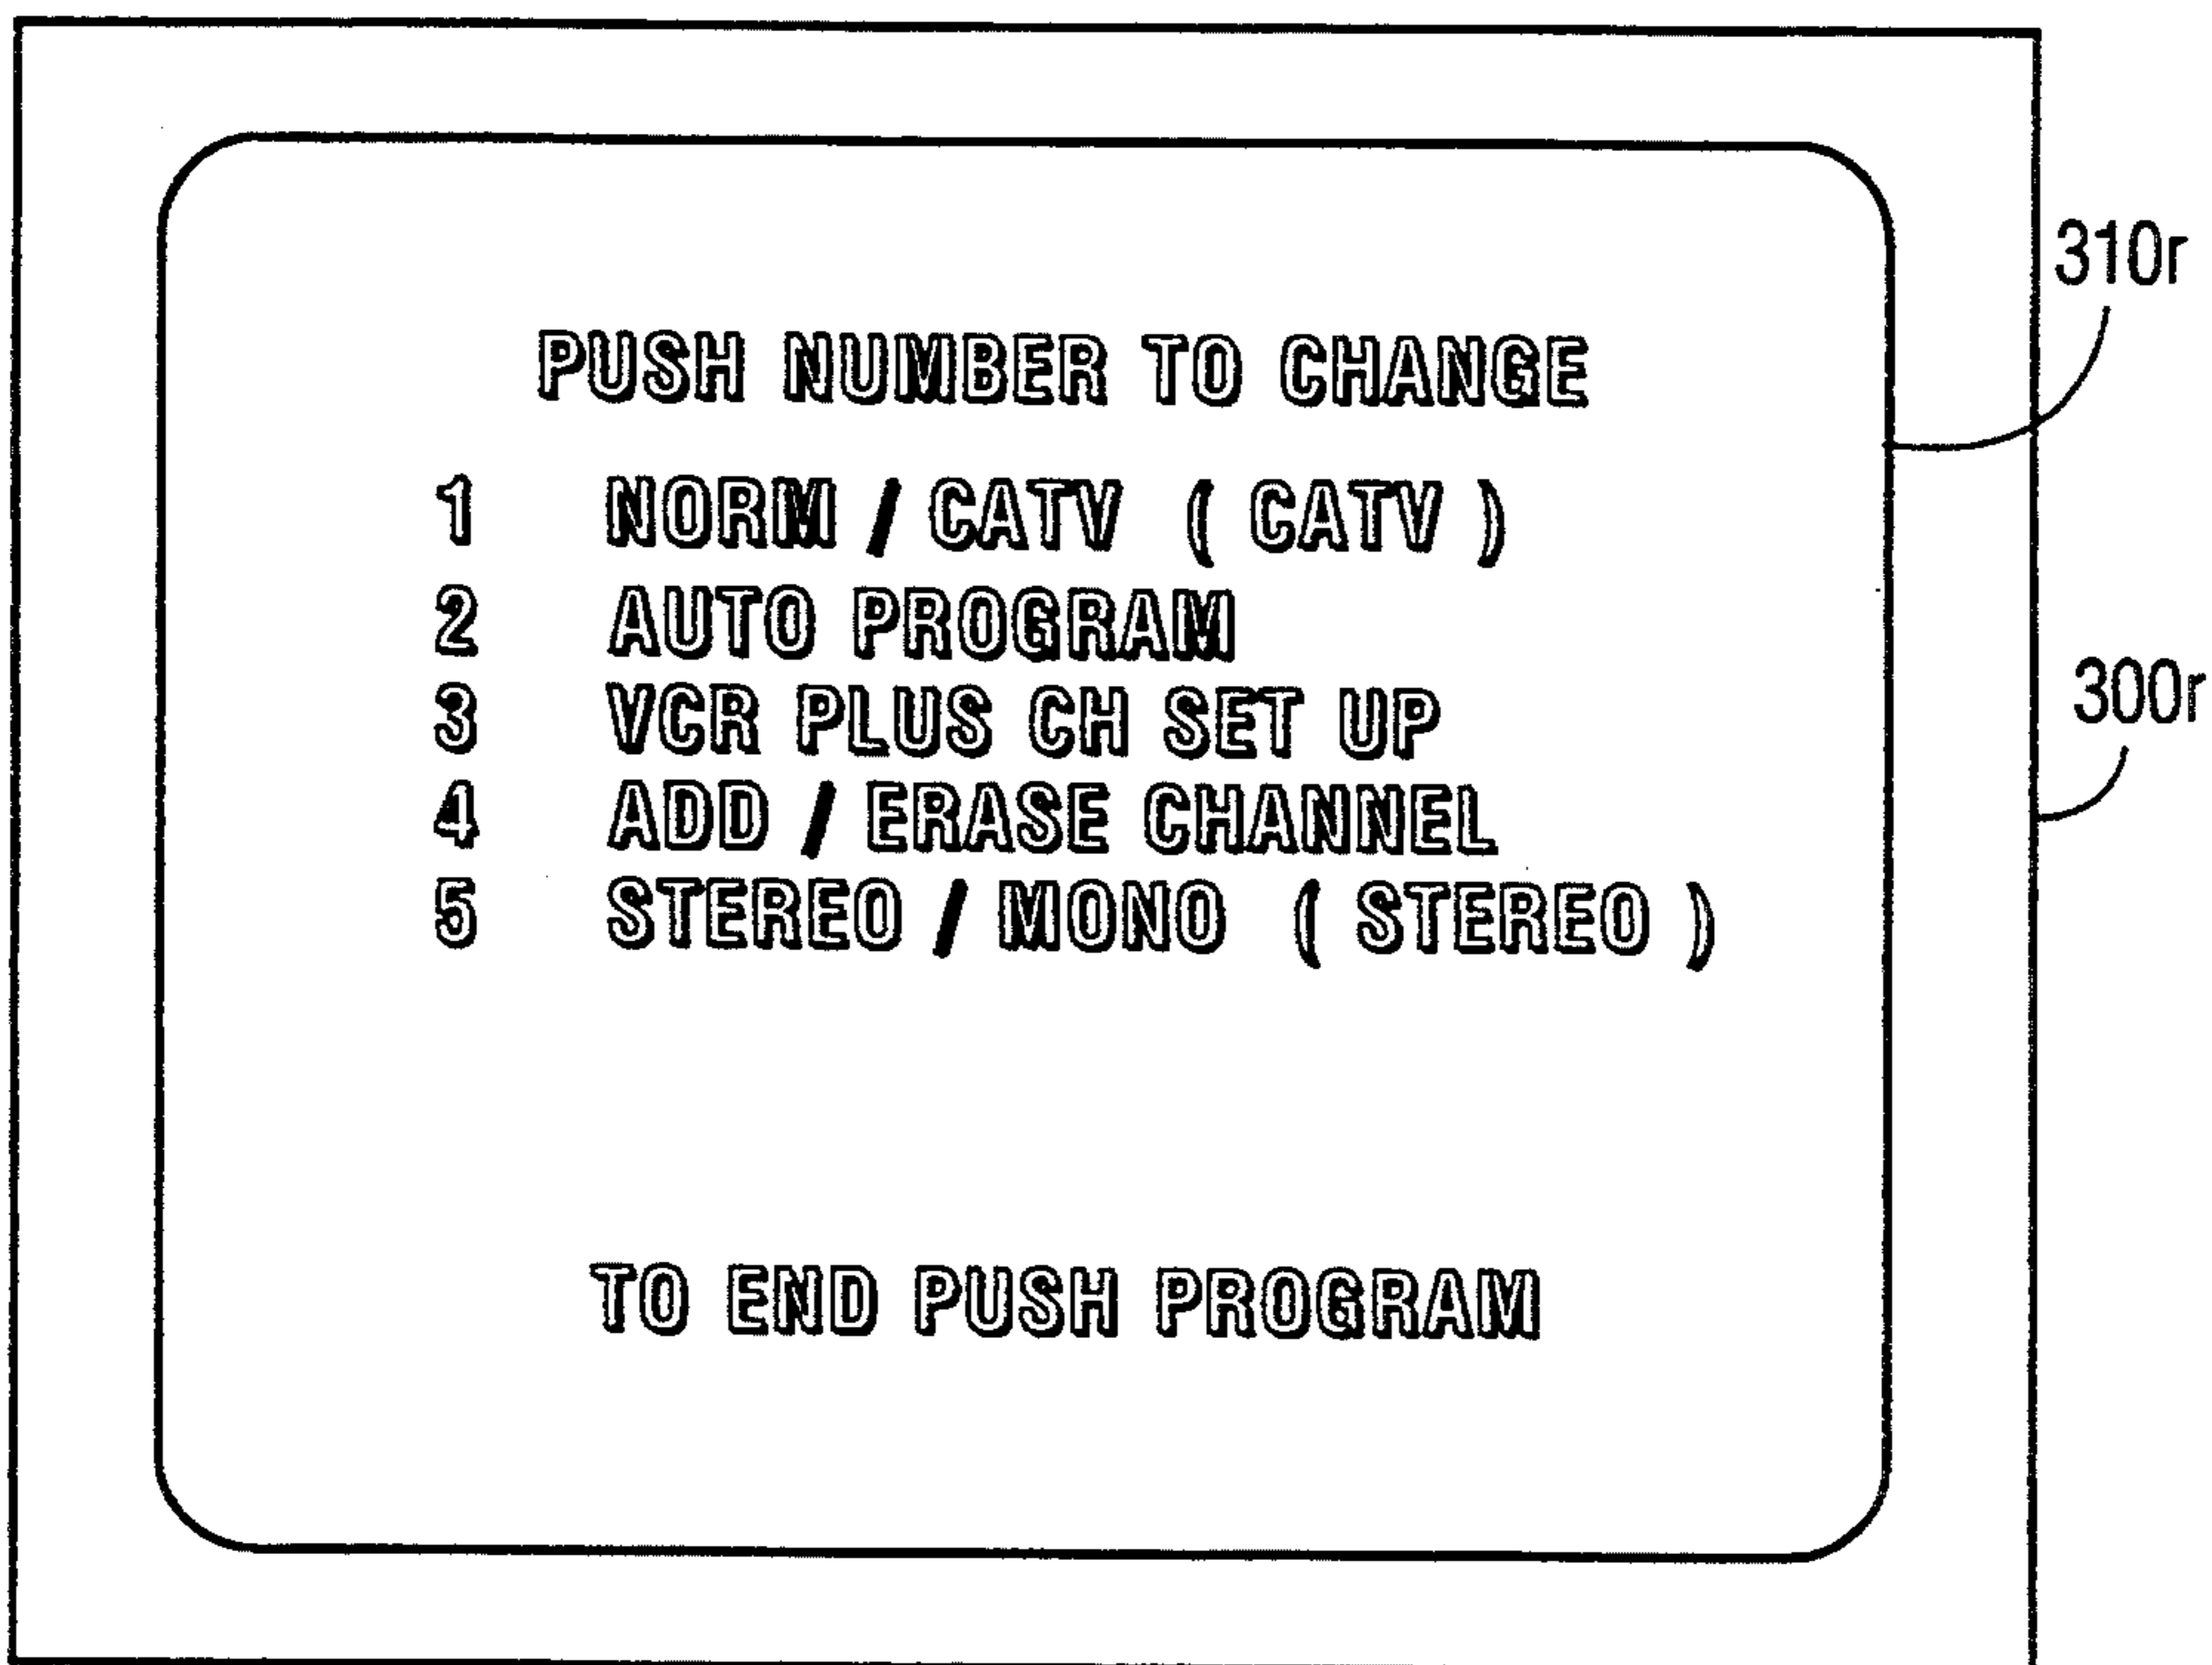 PUSH NUMBER TO CHANGE
1 NORM / CATV ( CATV )
2 AUTO PROGRAM
3 VCR PLUS CH SET UP
4 ADD / ERASE CHANNEL
5 STEREO / MONO ( STEREO )
TO END PUSH PROGRAM
310r
300r